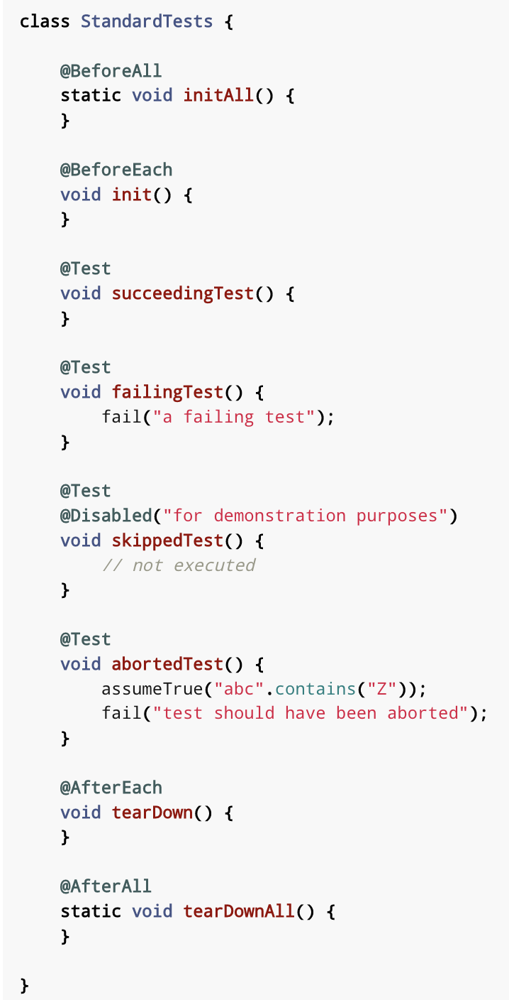 class StandardTests {

    @BeforeAll
    static void initAll() {
    }

    @BeforeEach
    void init() {
    }

    @Test
    void succeedingTest() {
    }

    @Test
    void failingTest() {
        fail("a failing test");
    }

    @Test
    @Disabled("for demonstration purposes")
    void skippedTest() {
        // not executed
    }

    @Test
    void abortedTest() {
        assumeTrue("abc".contains("Z"));
        fail("test should have been aborted");
    }

    @AfterEach
    void tearDown() {
    }

    @AfterAll
    static void tearDownAll() {
    }

}